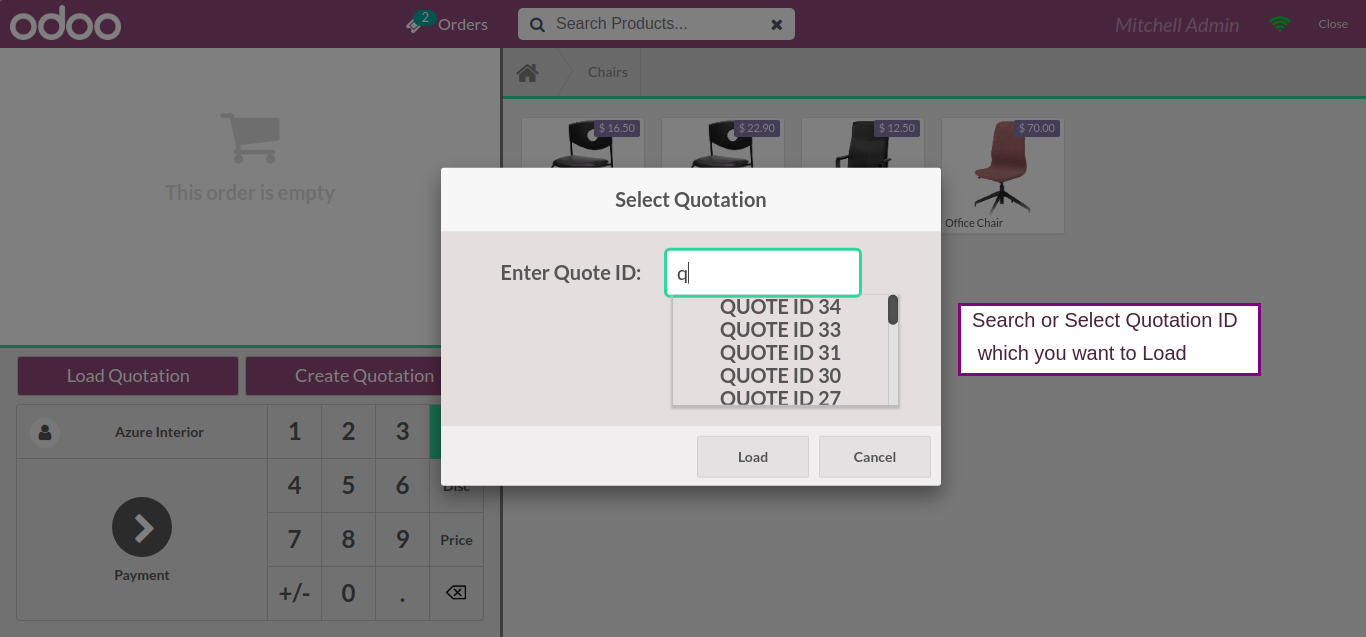 odoo
2
Orders
Search Products...
Mitchell Admin
Close
Chairs
This order is empty
$ 16.50
$ 22.90
$ 12.50
$ 70.00
Office Chair
Select Quotation
Enter Quote ID:
q
QUOTE ID 34
QUOTE ID 33
QUOTE ID 31
QUOTE ID 30
QUOTE ID 27
Load
Cancel
Search or Select Quotation ID
which you want to Load
Load Quotation
Create Quotation
Azure Interior
1 2 3
4 5 6 Disc
7 8 9 Price
+/- 0 .
Payment